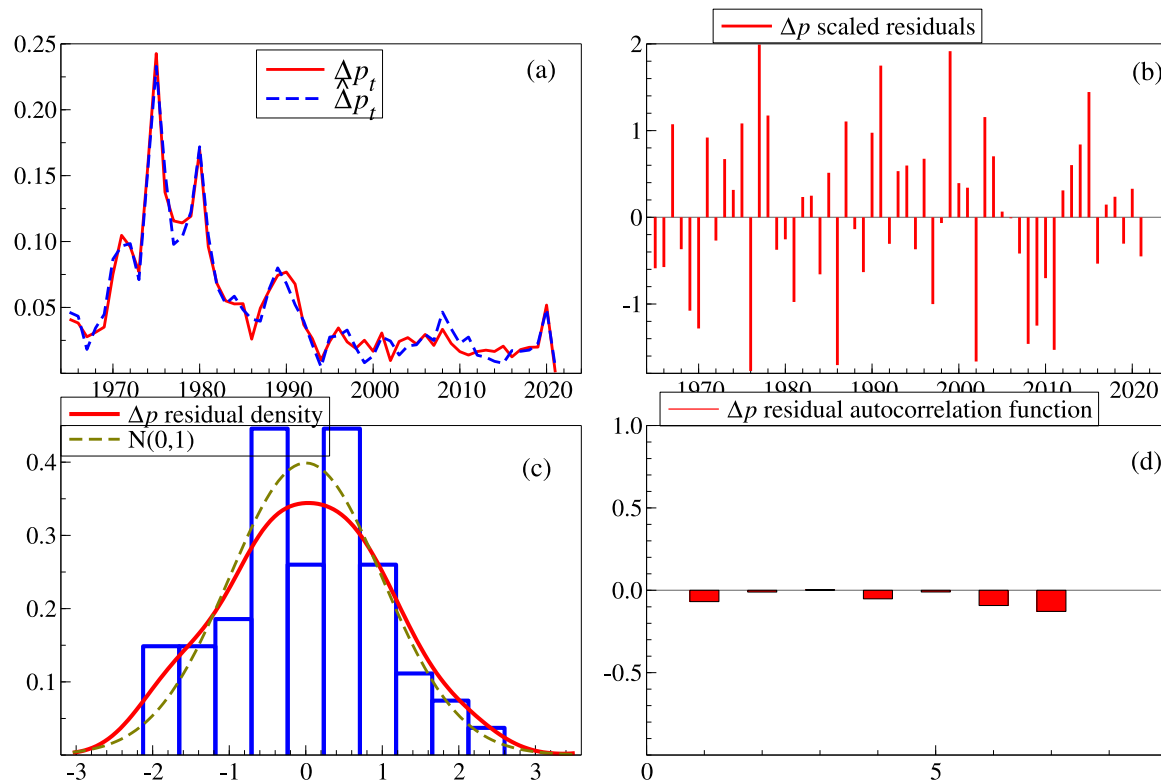 0.25
0.20
0.15
0.10
0.05
1970 1980 1990 2000 2010 2020
(a)
Δp_t
Δ̂p_t
Δp scaled residuals
2
1
0
-1
1970 1980 1990 2000 2010 2020
(b)
Δp residual density
N(0,1)
0.4
0.3
0.2
0.1
-3 -2 -1 0 1 2 3
(c)
Δp residual autocorrelation function
1.0
0.5
0.0
-0.5
0 5
(d)